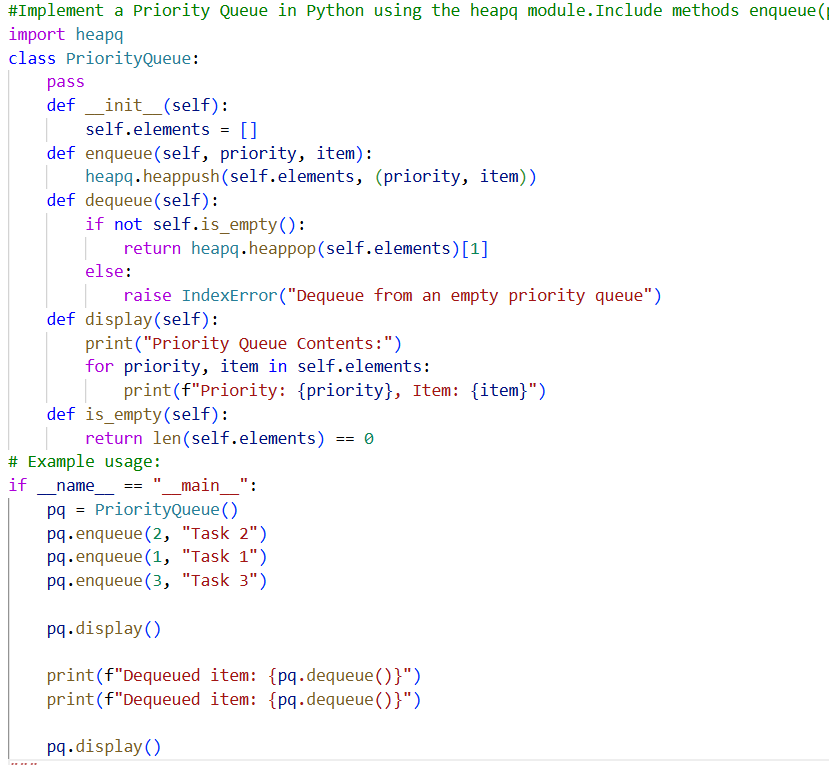 #Implement a Priority Queue in Python using the heapq module.Include methods enqueue(
import heapq
class PriorityQueue:
    pass
    def __init__(self):
        self.elements = []
    def enqueue(self, priority, item):
        heapq.heappush(self.elements, (priority, item))
    def dequeue(self):
        if not self.is_empty():
            return heapq.heappop(self.elements)[1]
        else:
            raise IndexError("Dequeue from an empty priority queue")
    def display(self):
        print("Priority Queue Contents:")
        for priority, item in self.elements:
            print(f"Priority: {priority}, Item: {item}")
    def is_empty(self):
        return len(self.elements) == 0
# Example usage:
if __name__ == "__main__":
    pq = PriorityQueue()
    pq.enqueue(2, "Task 2")
    pq.enqueue(1, "Task 1")
    pq.enqueue(3, "Task 3")

    pq.display()

    print(f"Dequeued item: {pq.dequeue()}")
    print(f"Dequeued item: {pq.dequeue()}")

    pq.display()
"""